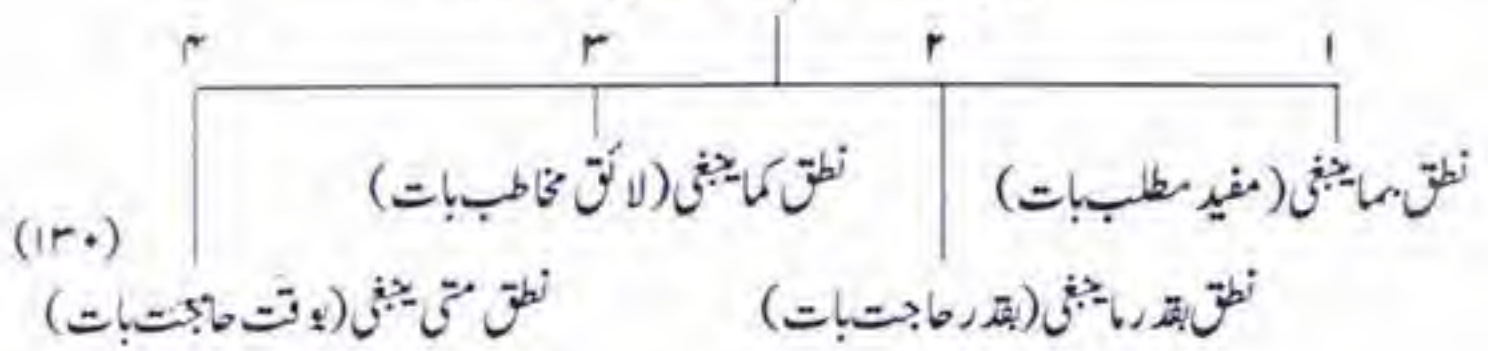 ۱ ۲ ۳ ۴
نطق بما ینبغی (مفید مطلب بات) نطق کما ینبغی (لائق مخاطب بات)
(۱۳۰)
نطق بقدر ما ینبغی (بقدر حاجت بات) نطق متی ینبغی (بوقت حاجت بات)